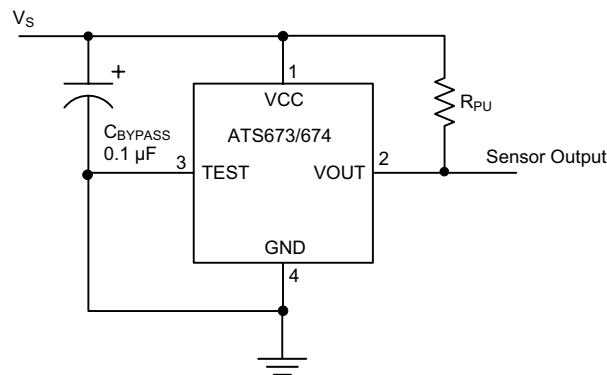 VS
+
1
VCC
RPU
CBYPASS
0.1 µF
ATS673/674
3
TEST
VOUT
2
Sensor Output
GND
4